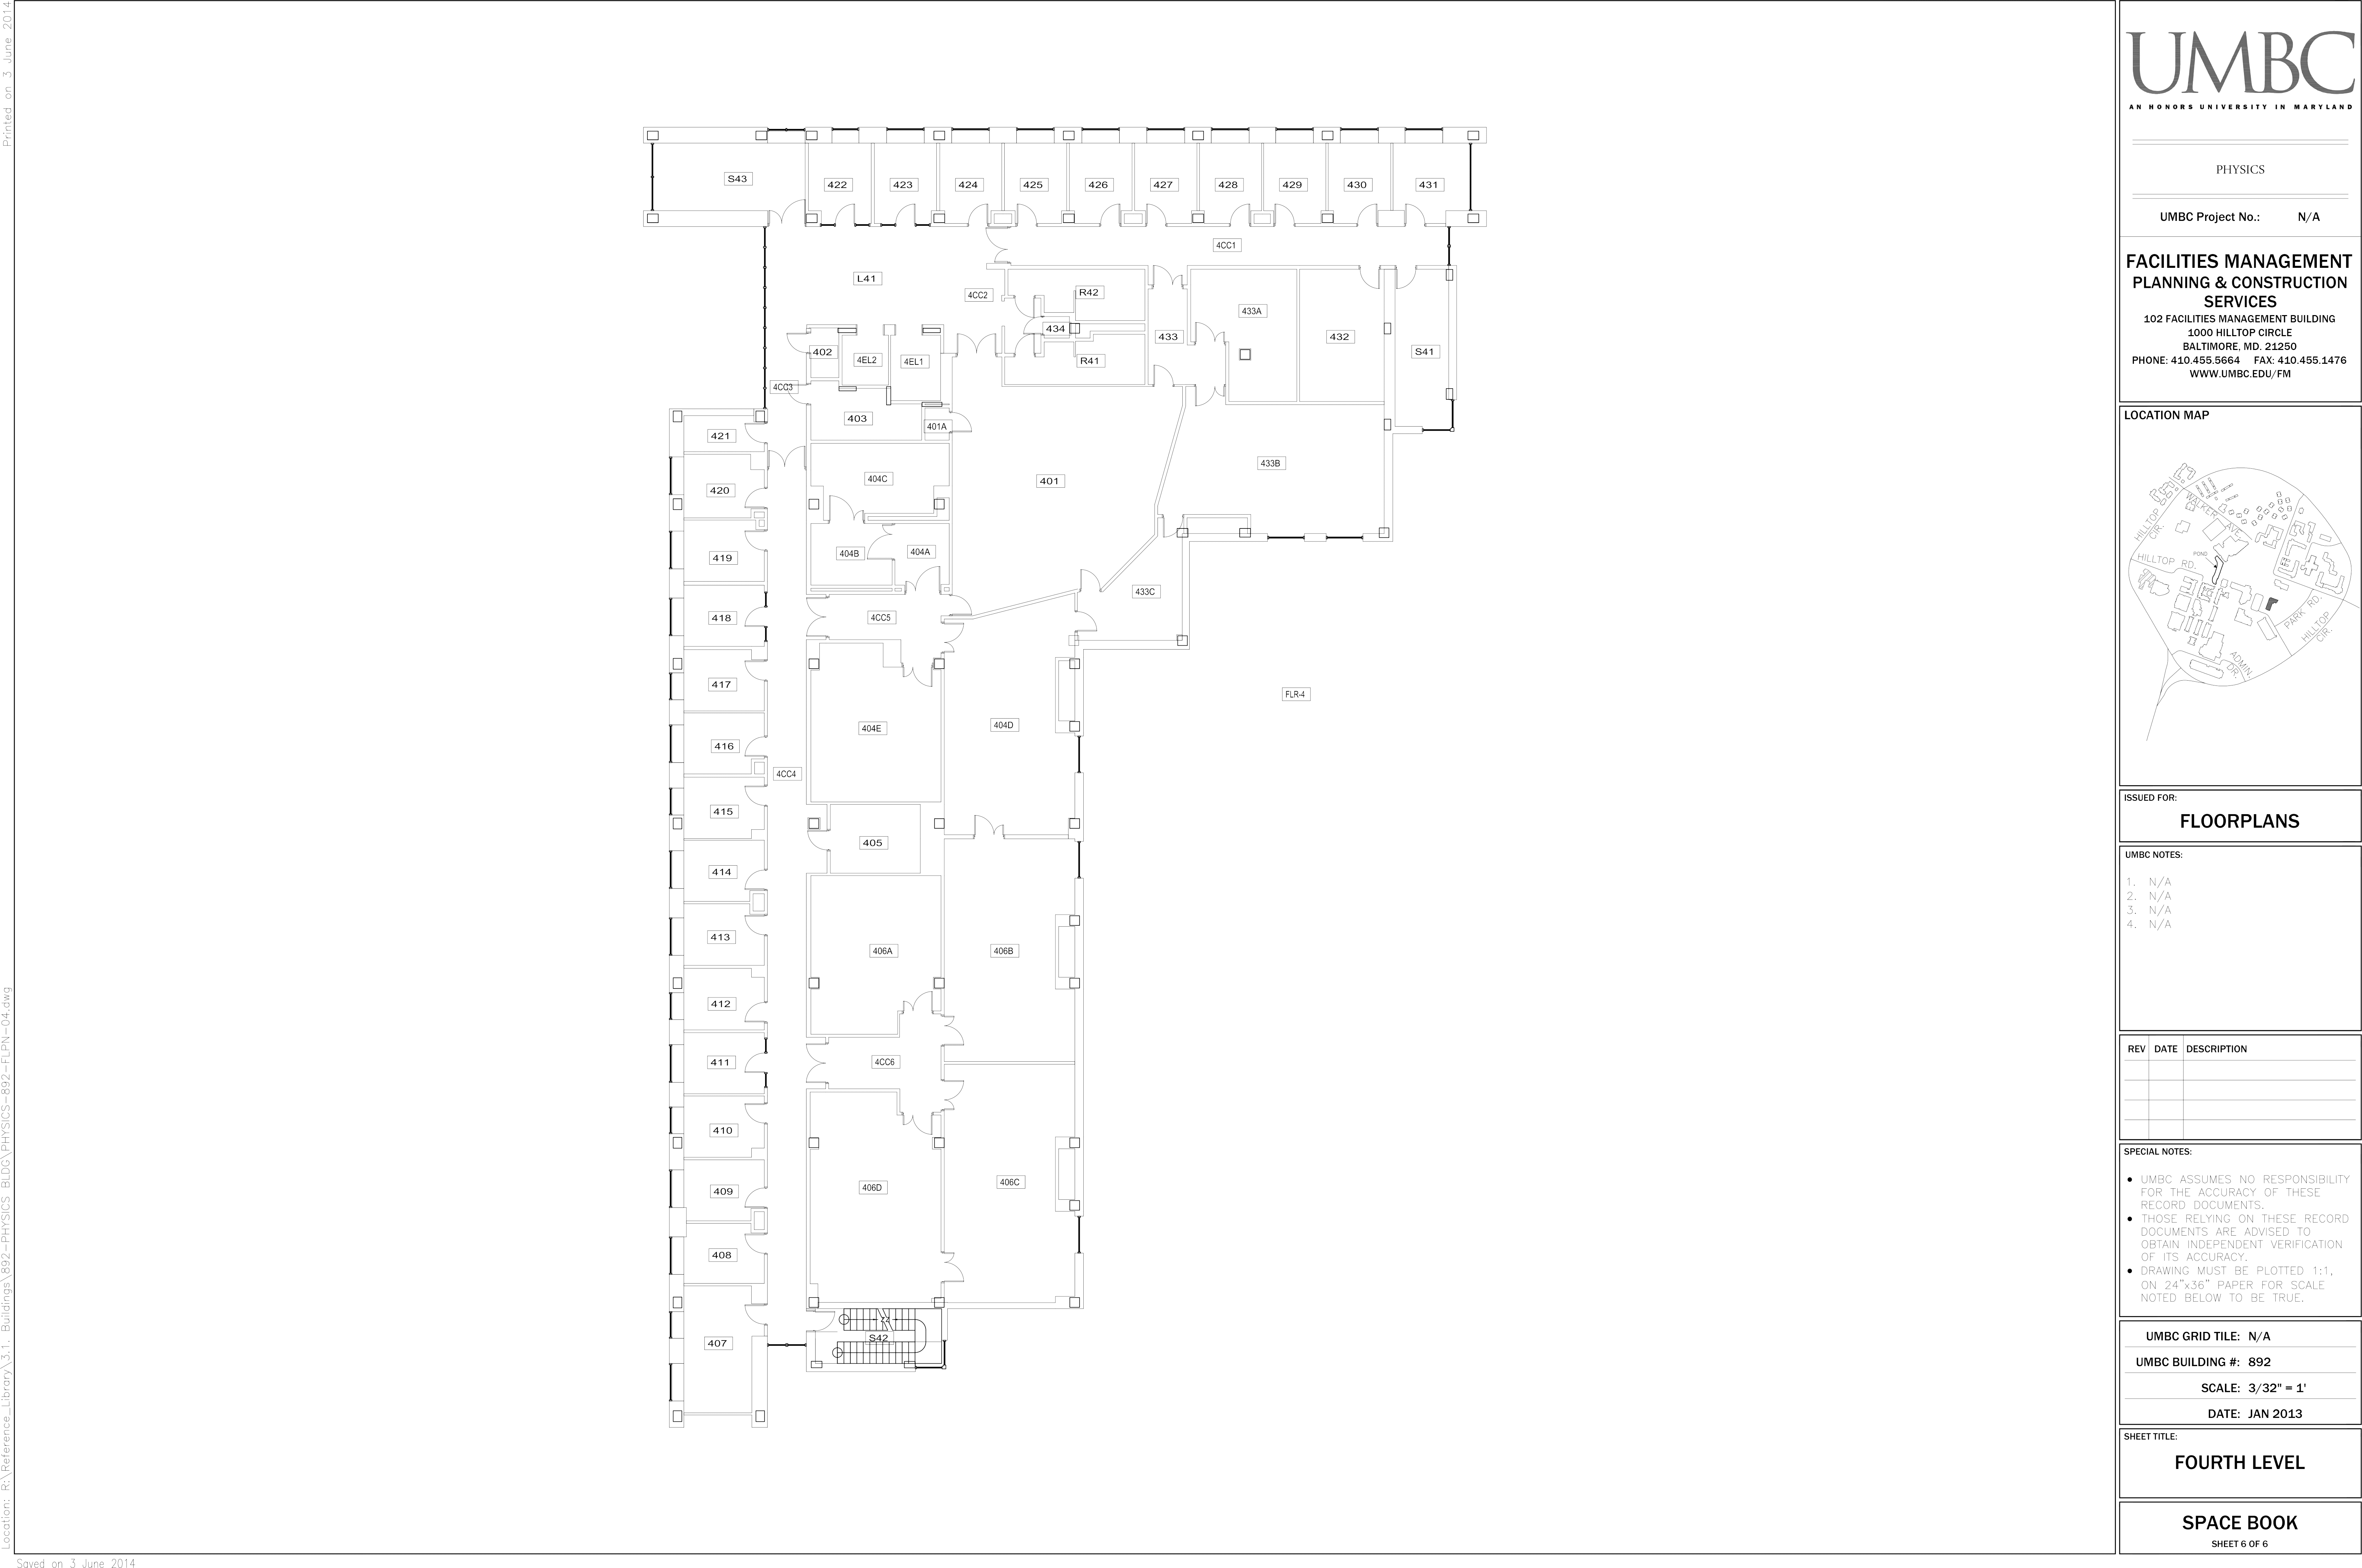 Printed on 3 June 2014
Location: R:\Reference_Library\3.1. Buildings\892-PHYSICS BLDG\PHYSICS-892-FLPN-04.dwg
Saved on 3 June 2014
S43
422
423
424
425
426
427
428
429
430
431
4CC1
L41
4CC2
R42
433A
434
433
432
402
4EL2
4EL1
R41
S41
4CC3
403
401A
421
433B
404C
401
420
404B
404A
419
433C
418
4CC5
417
FLR-4
404E
404D
416
4CC4
415
405
414
413
406A
406B
412
411
4CC6
410
406D
406C
409
408
407
S42
UMBC
AN HONORS UNIVERSITY IN MARYLAND
PHYSICS
UMBC Project No.: N/A
FACILITIES MANAGEMENT
PLANNING & CONSTRUCTION
SERVICES
102 FACILITIES MANAGEMENT BUILDING
1000 HILLTOP CIRCLE
BALTIMORE, MD. 21250
PHONE: 410.455.5664 FAX: 410.455.1476
WWW.UMBC.EDU/FM
LOCATION MAP
WALKER AVE.
HILLTOP CIR.
POND
HILLTOP RD.
PARK RD.
HILLTOP CIR.
ADMIN. DR.
ISSUED FOR:
FLOORPLANS
UMBC NOTES:
1. N/A
2. N/A
3. N/A
4. N/A
REV DATE DESCRIPTION
SPECIAL NOTES:
● UMBC ASSUMES NO RESPONSIBILITY
FOR THE ACCURACY OF THESE
RECORD DOCUMENTS.
● THOSE RELYING ON THESE RECORD
DOCUMENTS ARE ADVISED TO
OBTAIN INDEPENDENT VERIFICATION
OF ITS ACCURACY.
● DRAWING MUST BE PLOTTED 1:1,
ON 24"x36" PAPER FOR SCALE
NOTED BELOW TO BE TRUE.
UMBC GRID TILE: N/A
UMBC BUILDING #: 892
SCALE: 3/32" = 1'
DATE: JAN 2013
SHEET TITLE:
FOURTH LEVEL
SPACE BOOK
SHEET 6 OF 6